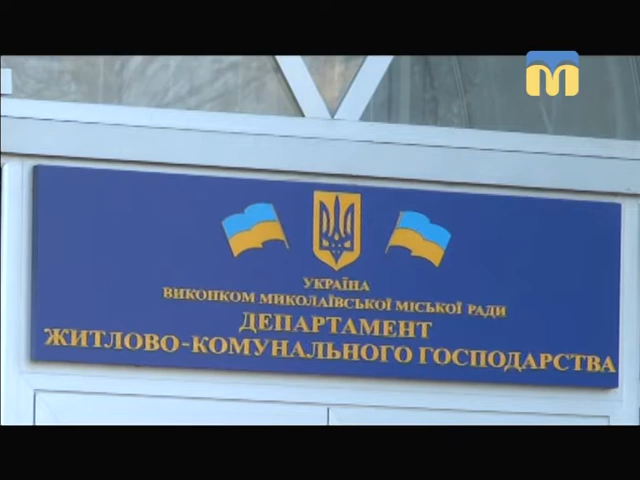 УКРАЇНА
ВИКОНКОМ МИКОЛАЇВСЬКОЇ МІСЬКОЇ РАДИ
ДЕПАРТАМЕНТ
ЖИТЛОВО-КОМУНАЛЬНОГО ГОСПОДАРСТВА